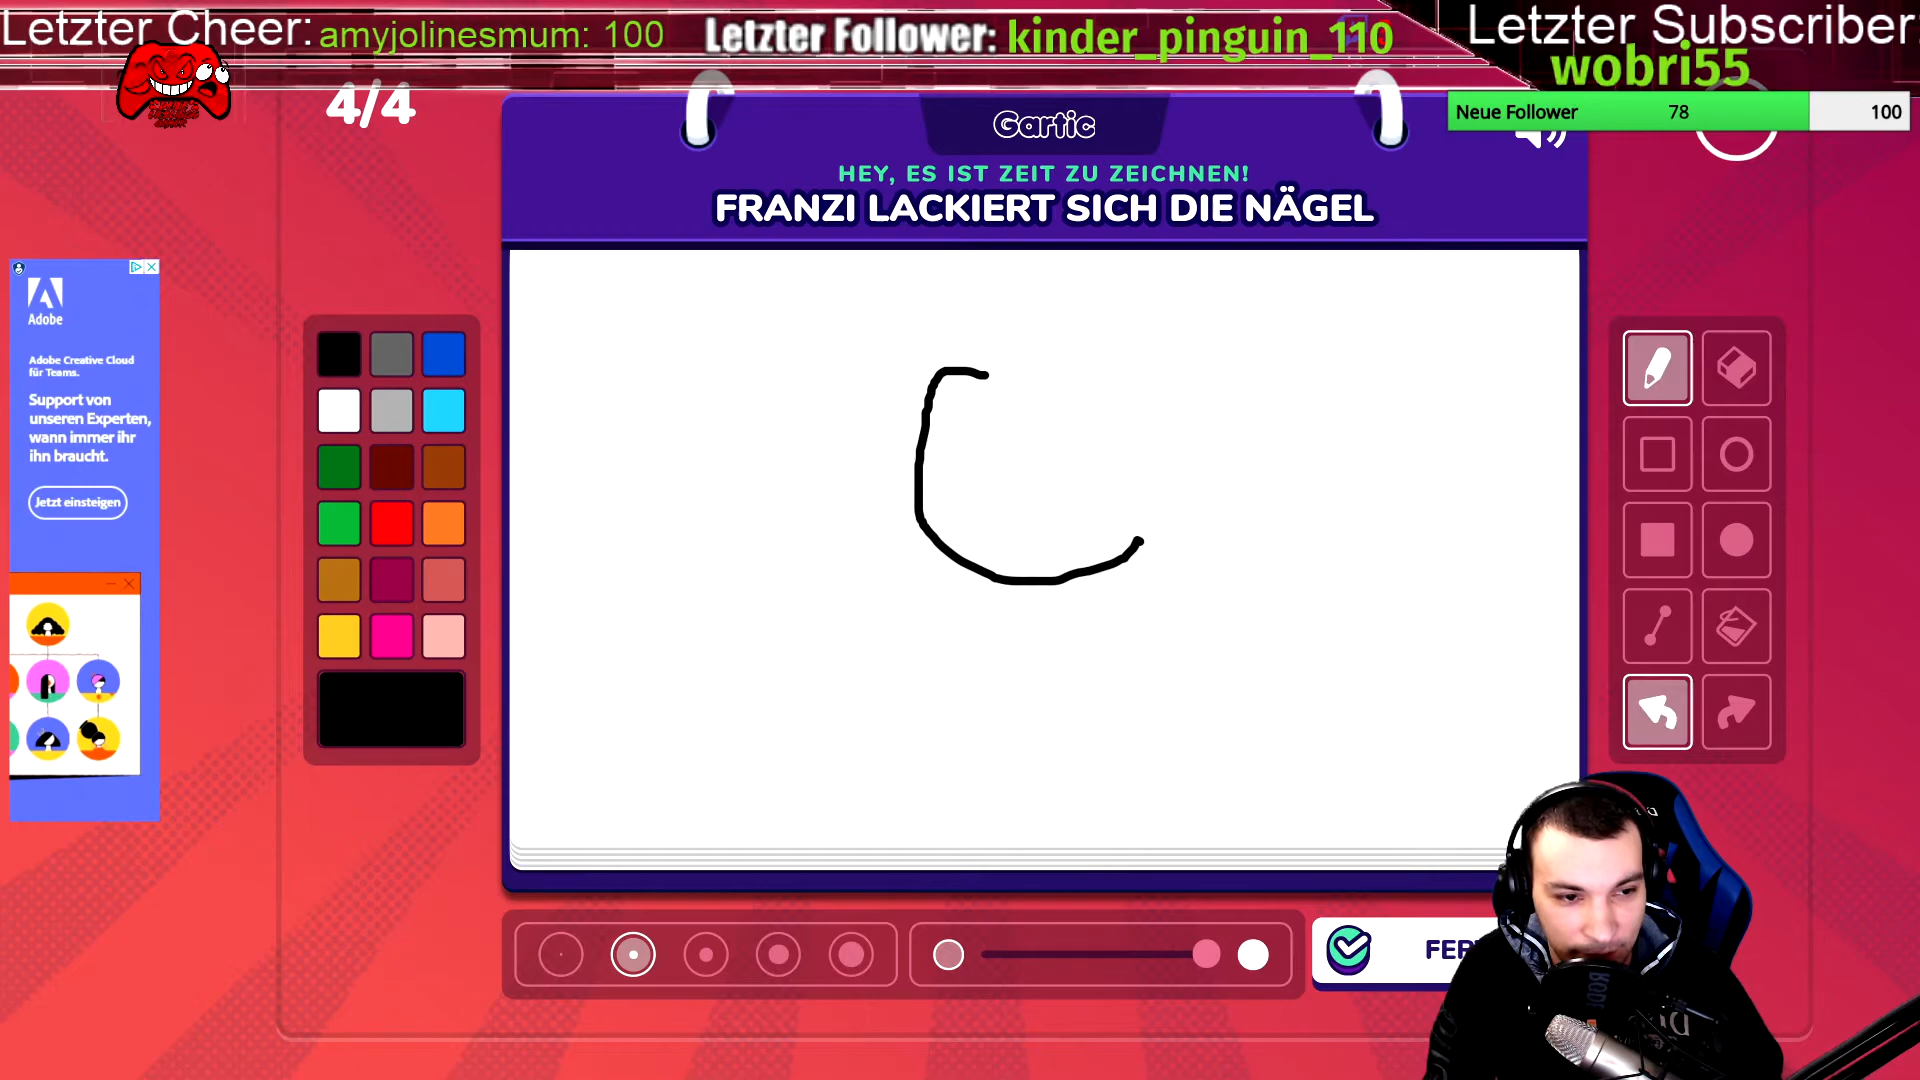 Letzter Cheer: amyjolinesmum: 100
Letzter Follower: kinder_pinguin_110
Letzter Subscriber:
wobri55
Neue Follower 78 100
4/4
Gartic
HEY, ES IST ZEIT ZU ZEICHNEN!
FRANZI LACKIERT SICH DIE NÄGEL
Adobe
Adobe Creative Cloud
für Teams.
Support von
unseren Experten,
wann immer ihr
ihn braucht.
Jetzt einsteigen